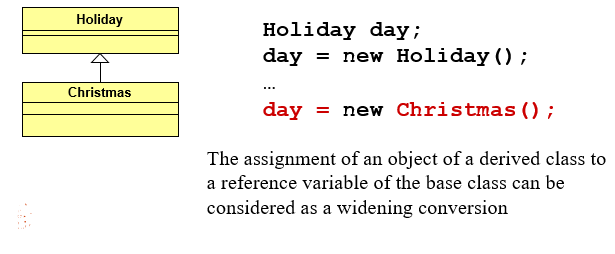 Holiday
Christmas
Holiday day;
day = new Holiday();
…
day = new Christmas();
The assignment of an object of a derived class to
a reference variable of the base class can be
considered as a widening conversion